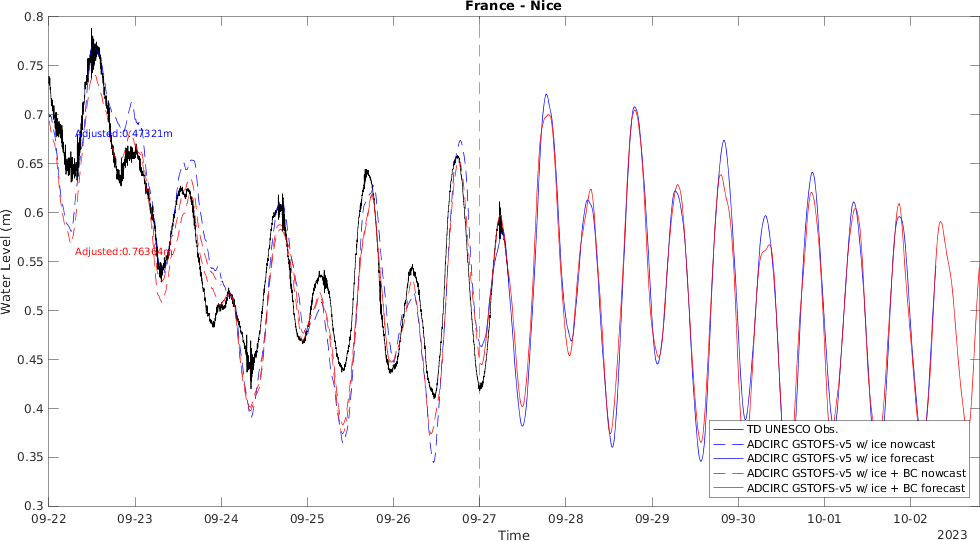 France - Nice
0.8
0.75
0.7
0.65
0.6
0.55
0.5
0.45
0.4
0.35
0.3
Water Level (m)
Adjusted:0.47321m
Adjusted:0.76304m
TD UNESCO Obs.
ADCIRC GSTOFS-v5 w/ ice nowcast
ADCIRC GSTOFS-v5 w/ ice forecast
ADCIRC GSTOFS-v5 w/ ice + BC nowcast
ADCIRC GSTOFS-v5 w/ ice + BC forecast
09-22 09-23 09-24 09-25 09-26 09-27 09-28 09-29 09-30 10-01 10-02
Time
2023